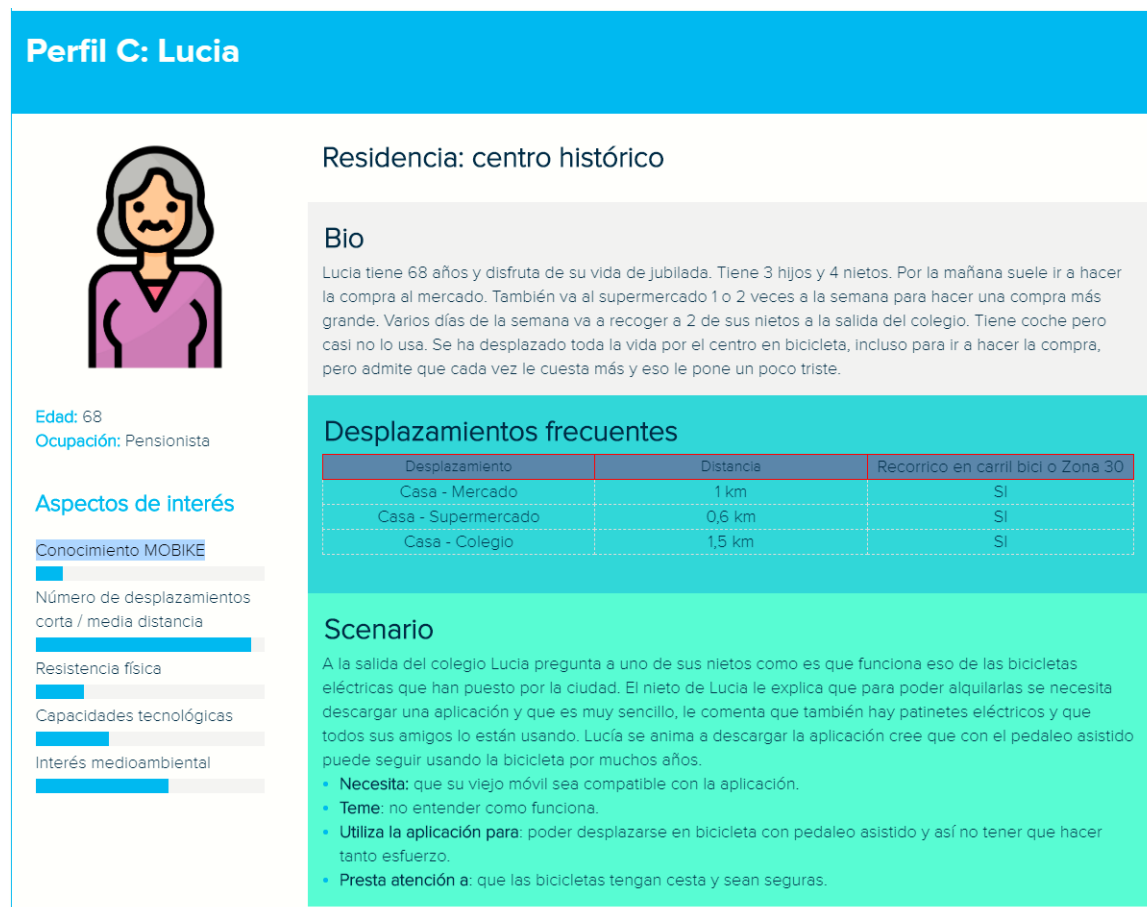 Perfil C: Lucia
Edad: 68
Ocupación: Pensionista
Aspectos de interés
Conocimiento MOBIKE
Número de desplazamientos
corta / media distancia
Resistencia física
Capacidades tecnológicas
Interés medioambiental
Residencia: centro histórico
Bio
Lucia tiene 68 años y disfruta de su vida de jubilada. Tiene 3 hijos y 4 nietos. Por la mañana suele ir a hacer
la compra al mercado. También va al supermercado 1 o 2 veces a la semana para hacer una compra más
grande. Varios días de la semana va a recoger a 2 de sus nietos a la salida del colegio. Tiene coche pero
casi no lo usa. Se ha desplazado toda la vida por el centro en bicicleta, incluso para ir a hacer la compra,
pero admite que cada vez le cuesta más y eso le pone un poco triste.
Desplazamientos frecuentes
Desplazamiento Distancia Recorrico en carril bici o Zona 30
Casa - Mercado 1 km SI
Casa - Supermercado 0,6 km SI
Casa - Colegio 1,5 km SI
Scenario
A la salida del colegio Lucia pregunta a uno de sus nietos como es que funciona eso de las bicicletas
eléctricas que han puesto por la ciudad. El nieto de Lucia le explica que para poder alquilarlas se necesita
descargar una aplicación y que es muy sencillo, le comenta que también hay patinetes eléctricos y que
todos sus amigos lo están usando. Lucía se anima a descargar la aplicación cree que con el pedaleo asistido
puede seguir usando la bicicleta por muchos años.
• Necesita: que su viejo móvil sea compatible con la aplicación.
• Teme: no entender como funciona.
• Utiliza la aplicación para: poder desplazarse en bicicleta con pedaleo asistido y así no tener que hacer
tanto esfuerzo.
• Presta atención a: que las bicicletas tengan cesta y sean seguras.